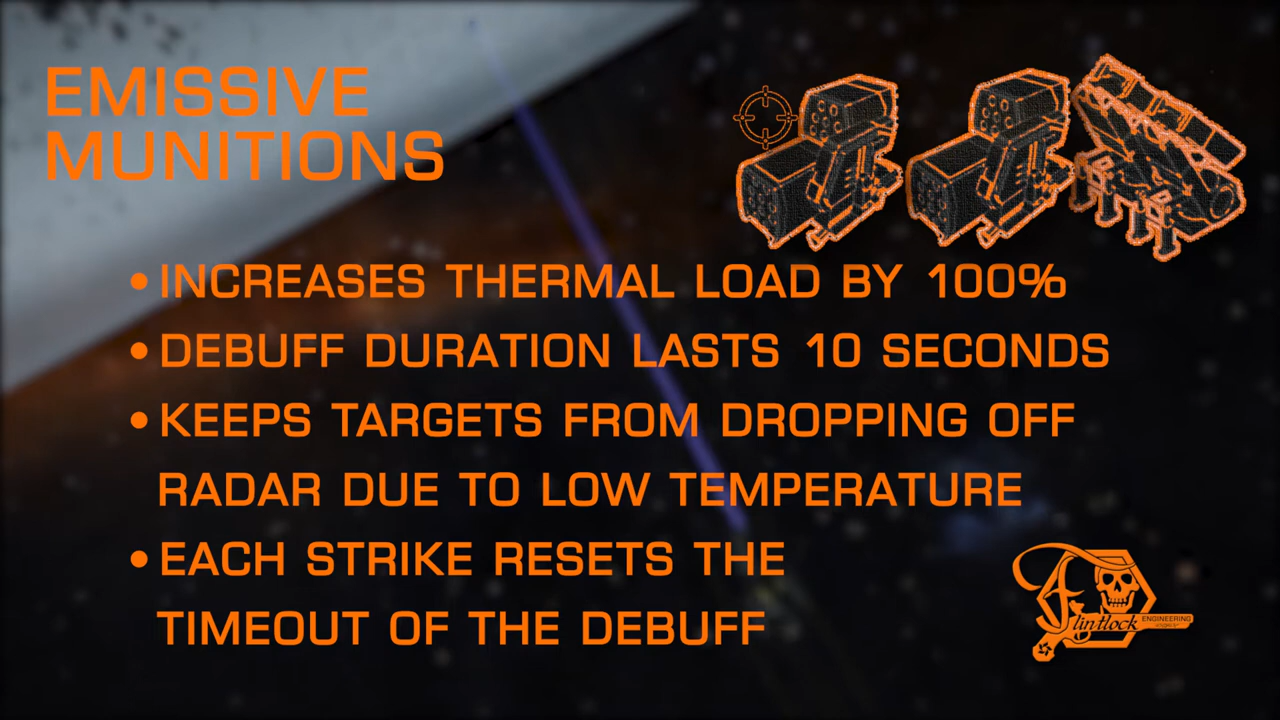 EMISSIVE
MUNITIONS
• INCREASES THERMAL LOAD BY 100%
• DEBUFF DURATION LASTS 10 SECONDS
• KEEPS TARGETS FROM DROPPING OFF
RADAR DUE TO LOW TEMPERATURE
• EACH STRIKE RESETS THE
TIMEOUT OF THE DEBUFF
Flintlock
ENGINEERING